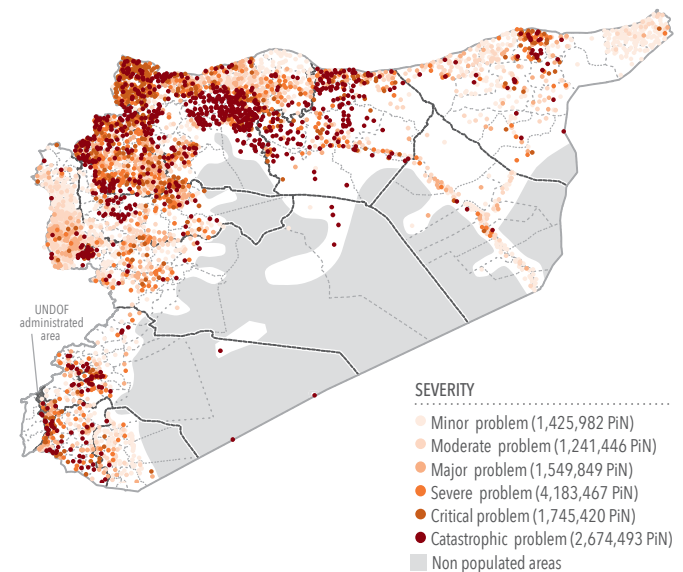 UNDOF
administrated
area
SEVERITY
Minor problem (1,425,982 PiN)
Moderate problem (1,241,446 PiN)
Major problem (1,549,849 PiN)
Severe problem (4,183,467 PiN)
Critical problem (1,745,420 PiN)
Catastrophic problem (2,674,493 PiN)
Non populated areas